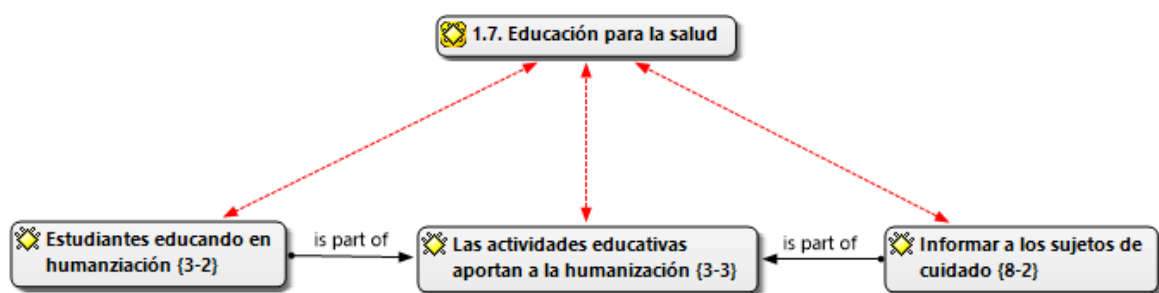 1.7. Educación para la salud
is part of
is part of
Estudiantes educando en
humanziación {3-2}
Las actividades educativas
aportan a la humanización {3-3}
Informar a los sujetos de
cuidado {8-2}